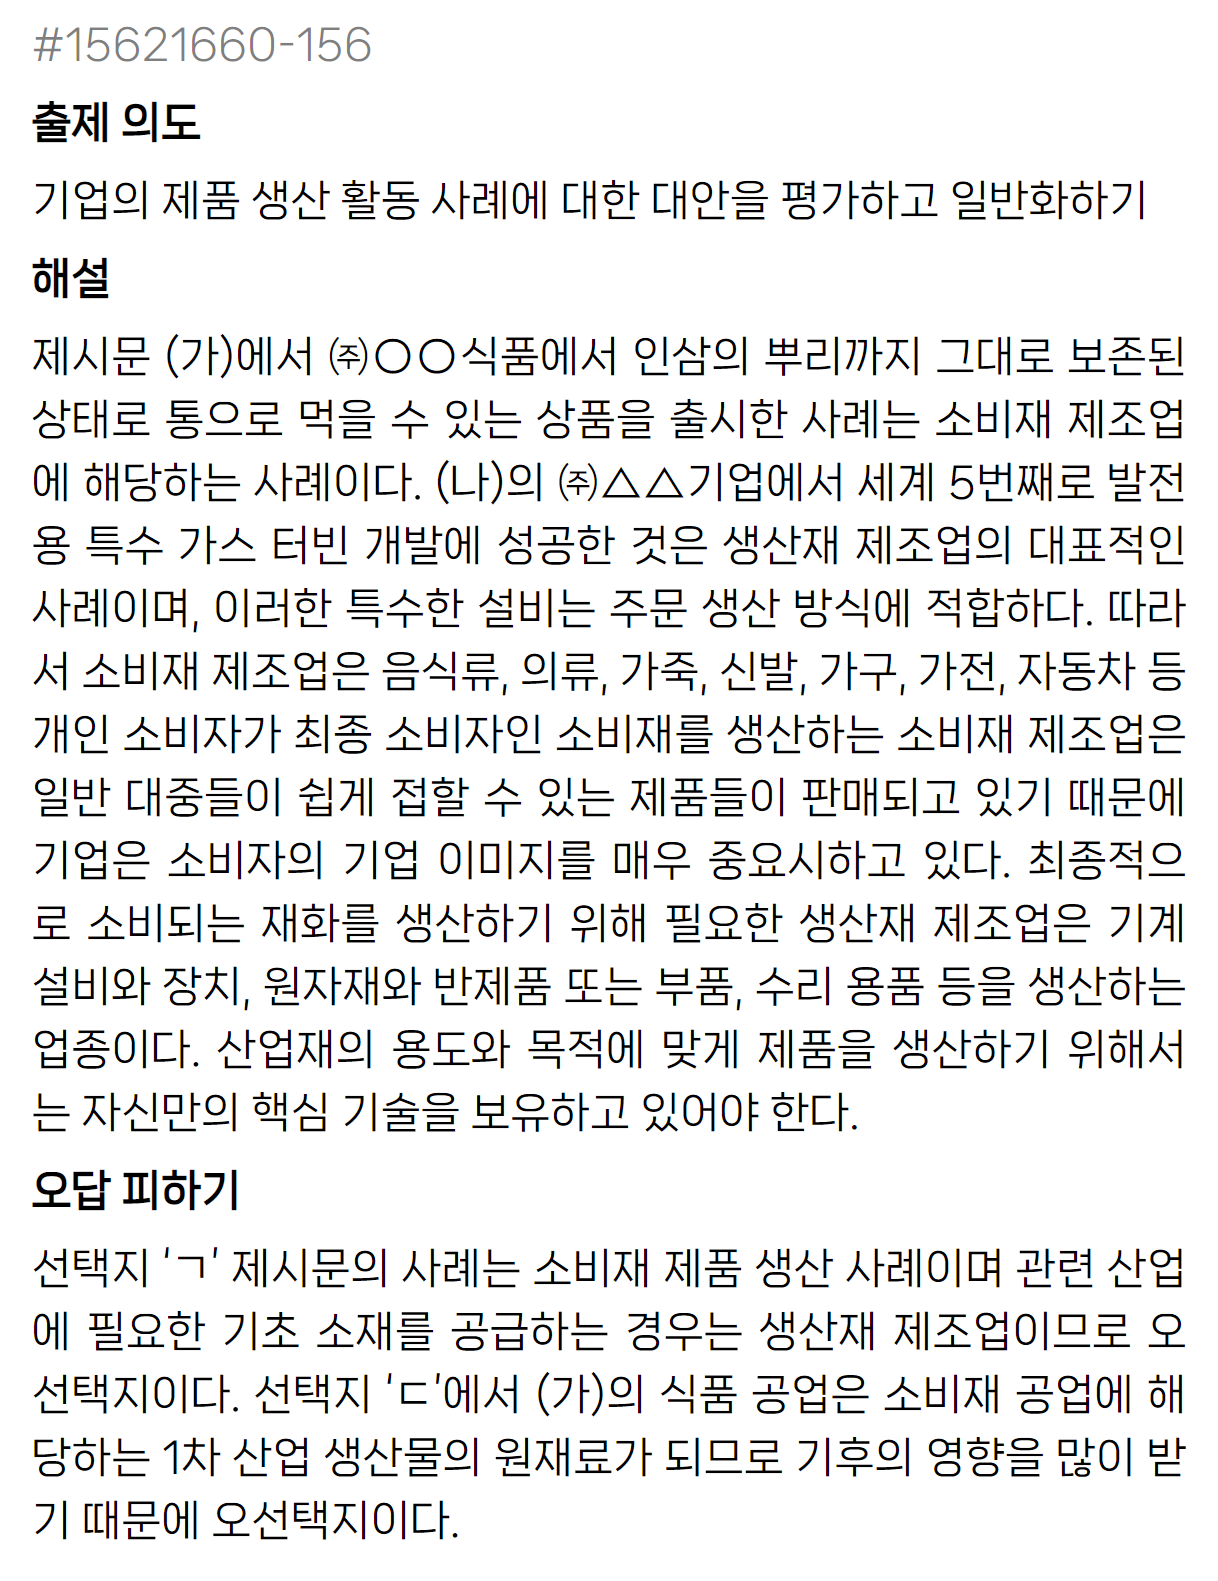 #15621660-156
출제 의도
기업의 제품 생산 활동 사례에 대한 대안을 평가하고 일반화하기
해설
제시문 (가)에서 ㈜○○식품에서 인삼의 뿌리까지 그대로 보존된
상태로 통으로 먹을 수 있는 상품을 출시한 사례는 소비재 제조업
에 해당하는 사례이다. (나)의 ㈜△△기업에서 세계 5번째로 발전
용 특수 가스 터빈 개발에 성공한 것은 생산재 제조업의 대표적인
사례이며, 이러한 특수한 설비는 주문 생산 방식에 적합하다. 따라
서 소비재 제조업은 음식류, 의류, 가죽, 신발, 가구, 가전, 자동차 등
개인 소비자가 최종 소비자인 소비재를 생산하는 소비재 제조업은
일반 대중들이 쉽게 접할 수 있는 제품들이 판매되고 있기 때문에
기업은 소비자의 기업 이미지를 매우 중요시하고 있다. 최종적으
로 소비되는 재화를 생산하기 위해 필요한 생산재 제조업은 기계
설비와 장치, 원자재와 반제품 또는 부품, 수리 용품 등을 생산하는
업종이다. 산업재의 용도와 목적에 맞게 제품을 생산하기 위해서
는 자신만의 핵심 기술을 보유하고 있어야 한다.
오답 피하기
선택지 ‘ㄱ’ 제시문의 사례는 소비재 제품 생산 사례이며 관련 산업
에 필요한 기초 소재를 공급하는 경우는 생산재 제조업이므로 오
선택지이다. 선택지 ‘ㄷ’에서 (가)의 식품 공업은 소비재 공업에 해
당하는 1차 산업 생산물의 원재료가 되므로 기후의 영향을 많이 받
기 때문에 오선택지이다.